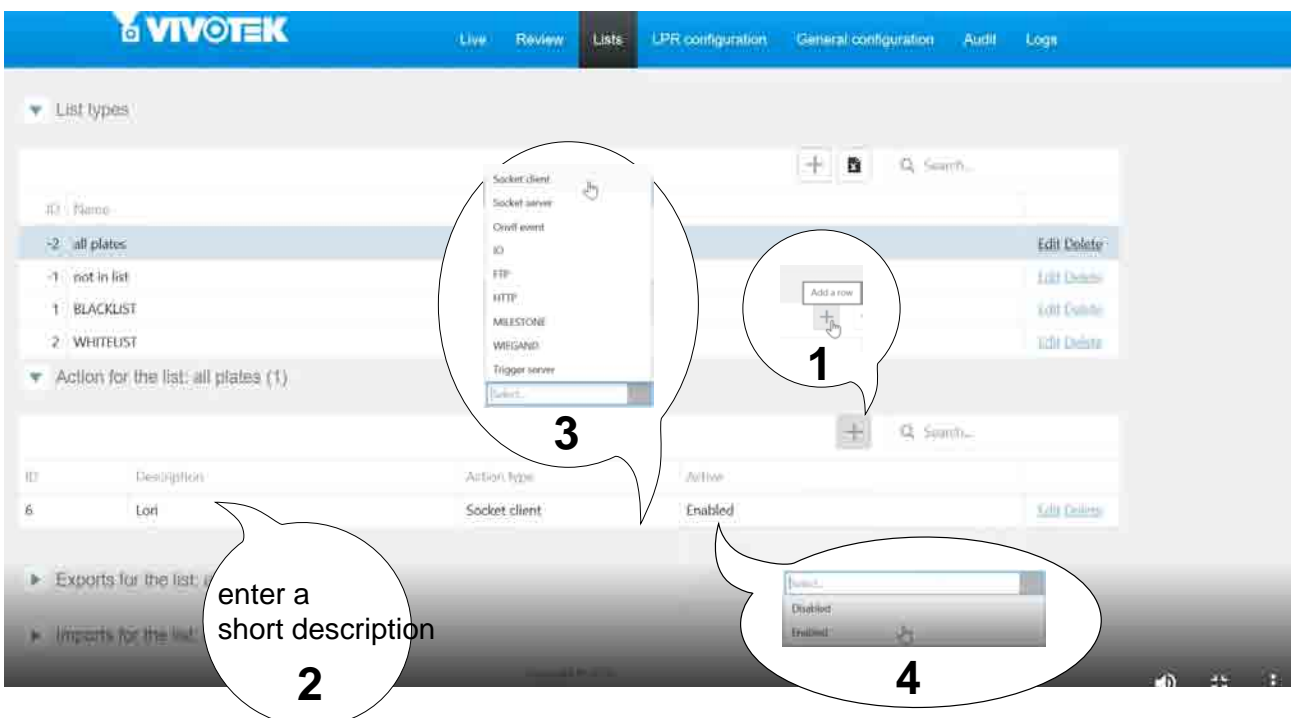 VIVOTEK
Live Review Lists LPR configuration General configuration Audit Logs
List types
Search...
ID Name
-2 all plates Edit Delete
-1 not in list Edit Delete
1 BLACKLIST Edit Delete
2 WHITELIST Edit Delete
Socket client
Socket server
Onvif event
IO
FTP
HTTP
MILESTONE
WIEGAND
Trigger server
Select...
3
Add a row
1
Action for the list: all plates (1)
Search...
ID Description Action type Active
6 Lori Socket client Enabled Edit Delete
Exports for the list:
Imports for the list:
enter a
short description
2
Select...
Disabled
Enabled
4